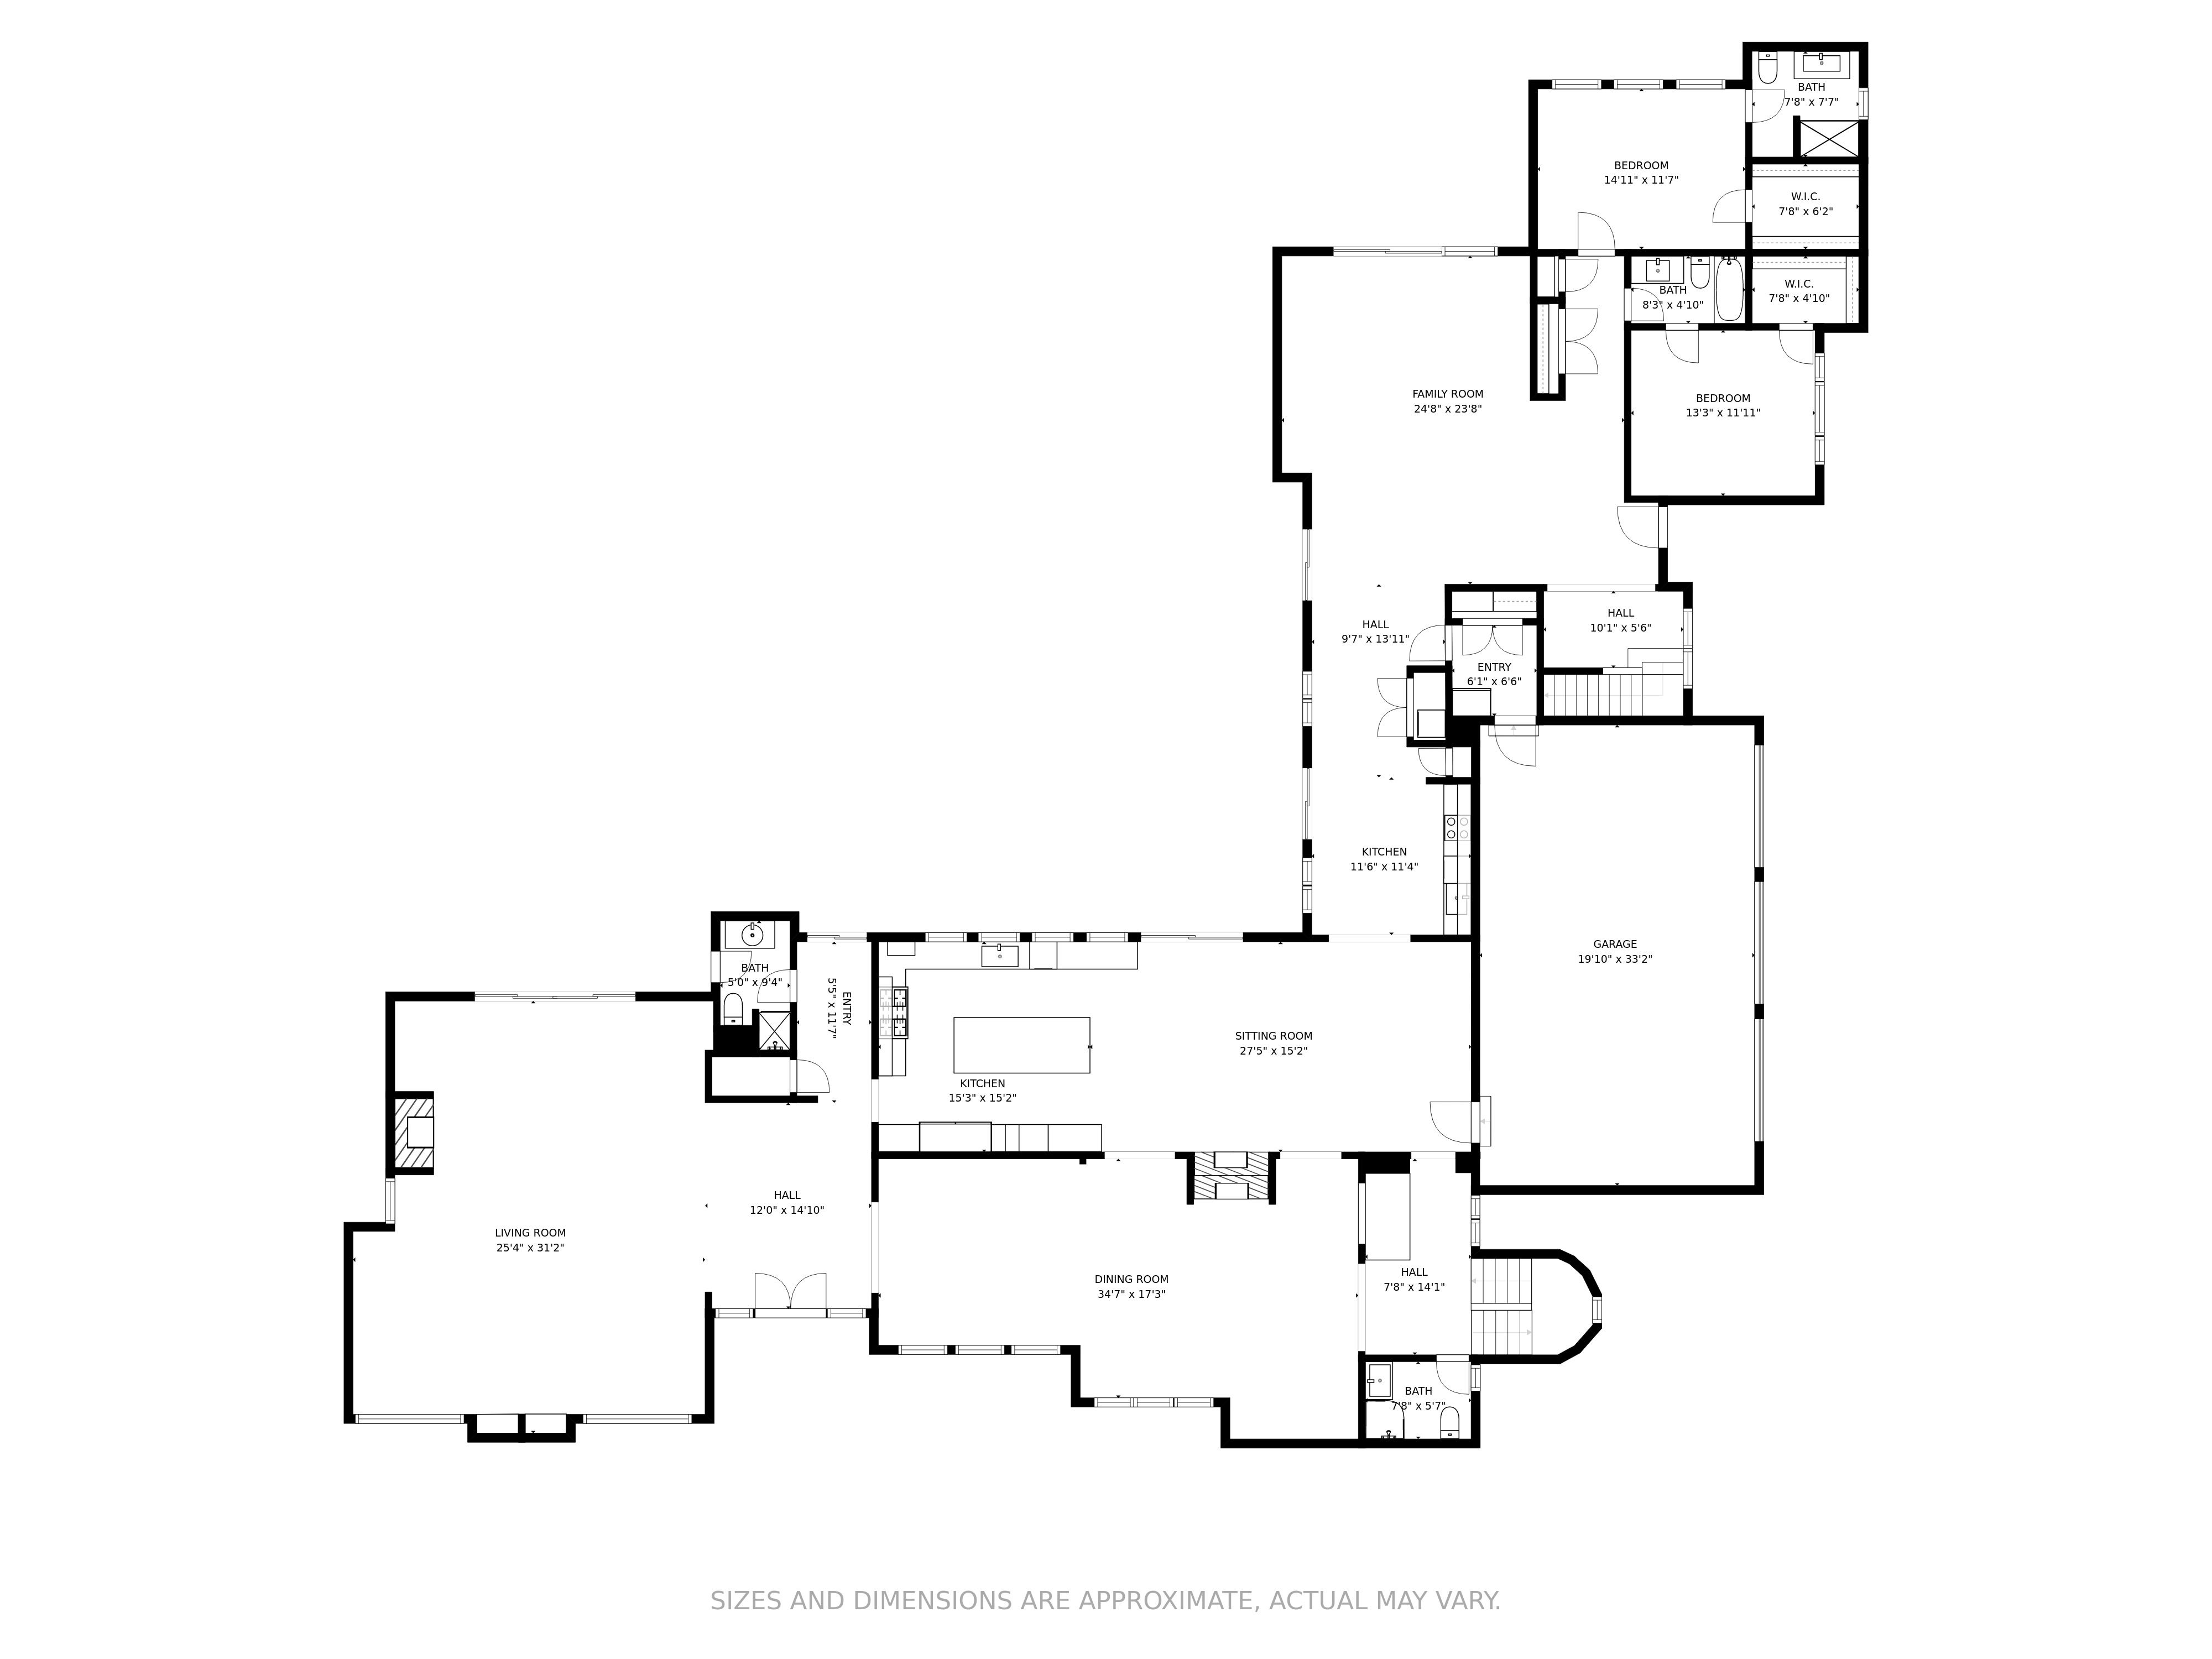 BATH
7'8" x 7'7"
BEDROOM
14'11" x 11'7"
W.I.C.
7'8" x 6'2"
BATH
8'3" x 4'10"
W.I.C.
7'8" x 4'10"
FAMILY ROOM
24'8" x 23'8"
BEDROOM
13'3" x 11'11"
HALL
9'7" x 13'11"
HALL
10'1" x 5'6"
ENTRY
6'1" x 6'6"
KITCHEN
11'6" x 11'4"
GARAGE
19'10" x 33'2"
BATH
5'0" x 9'4"
ENTRY
5'5" x 11'7"
SITTING ROOM
27'5" x 15'2"
KITCHEN
15'3" x 15'2"
HALL
12'0" x 14'10"
LIVING ROOM
25'4" x 31'2"
DINING ROOM
34'7" x 17'3"
HALL
7'8" x 14'1"
BATH
7'8" x 5'7"
SIZES AND DIMENSIONS ARE APPROXIMATE, ACTUAL MAY VARY.